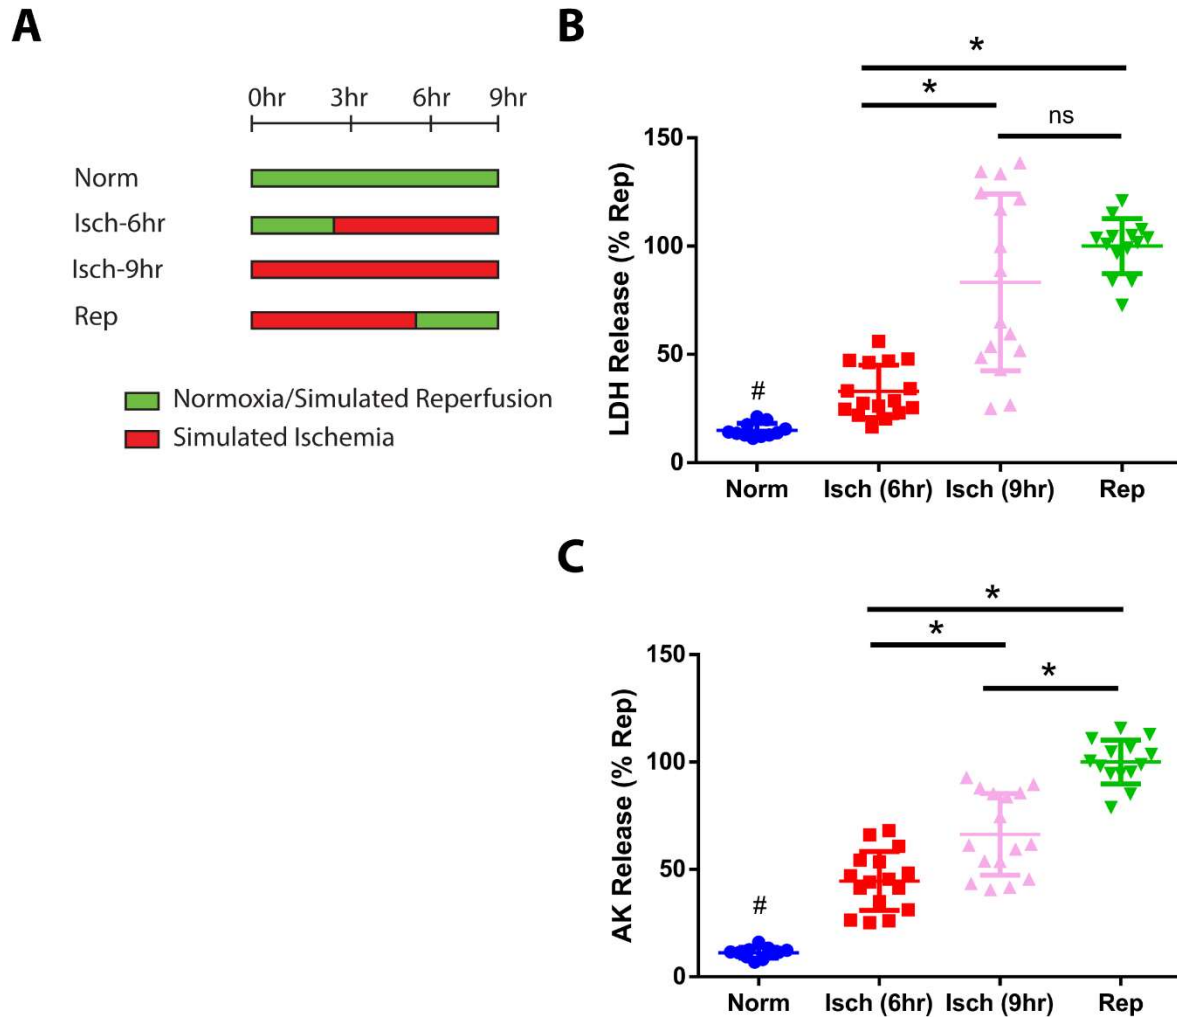 A
0hr 3hr 6hr 9hr
Norm
Isch-6hr
Isch-9hr
Rep
Normoxia/Simulated Reperfusion
Simulated Ischemia
B
*
*
ns
150
100
50
0
LDH Release (% Rep)
#
Norm Isch (6hr) Isch (9hr) Rep
C
*
*
*
150
100
50
0
AK Release (% Rep)
#
Norm Isch (6hr) Isch (9hr) Rep